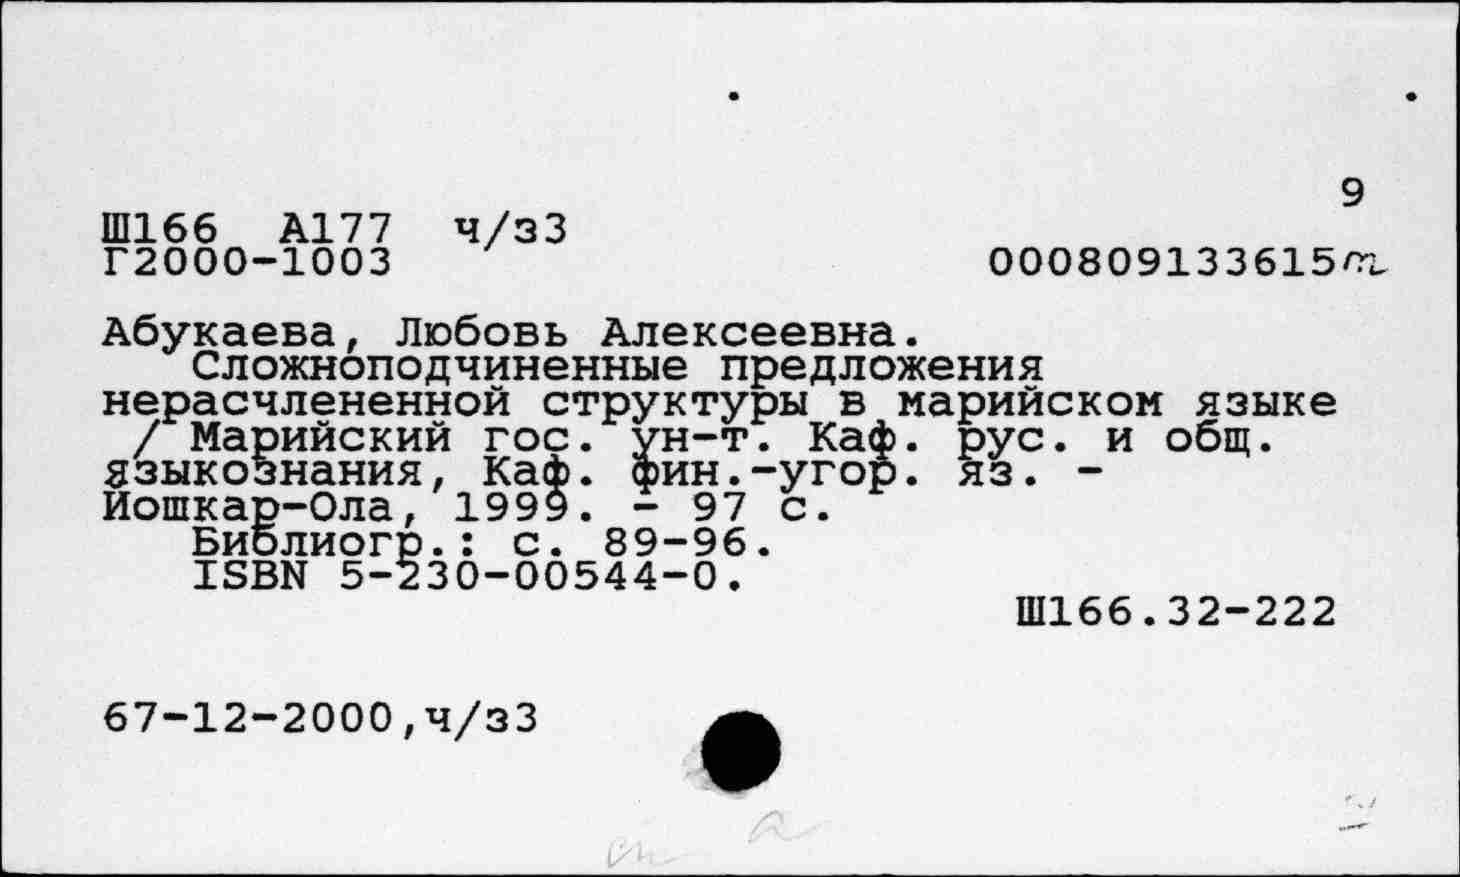 9
Ш166 А177 ч/з3
Г2000-1003 000809133615
Абукаева, Любовь Алексеевна.
Сложноподчиненные предложения
нерасчлененной структуры в марийском языке
/ Марийский гос. ун-т. Каф. рус. и общ.
языкознания, Каф. фин.-угор. яз. -
Йошкар-Ола, 1999. - 97 с.
Библиогр.: с. 89-96.
ISBN 5-230-00544-0.
Ш166.32-222
67-12-2000,ч/з3